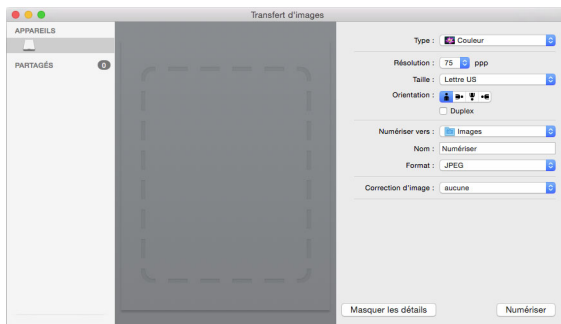 Transfert d'images
APPAREILS
PARTAGÉS 0
Type : Couleur
Résolution : 75 ppp
Taille : Lettre US
Orientation :
Duplex
Numériser vers : Images
Nom : Numériser
Format : JPEG
Correction d'image : aucune
Masquer les détails Numériser